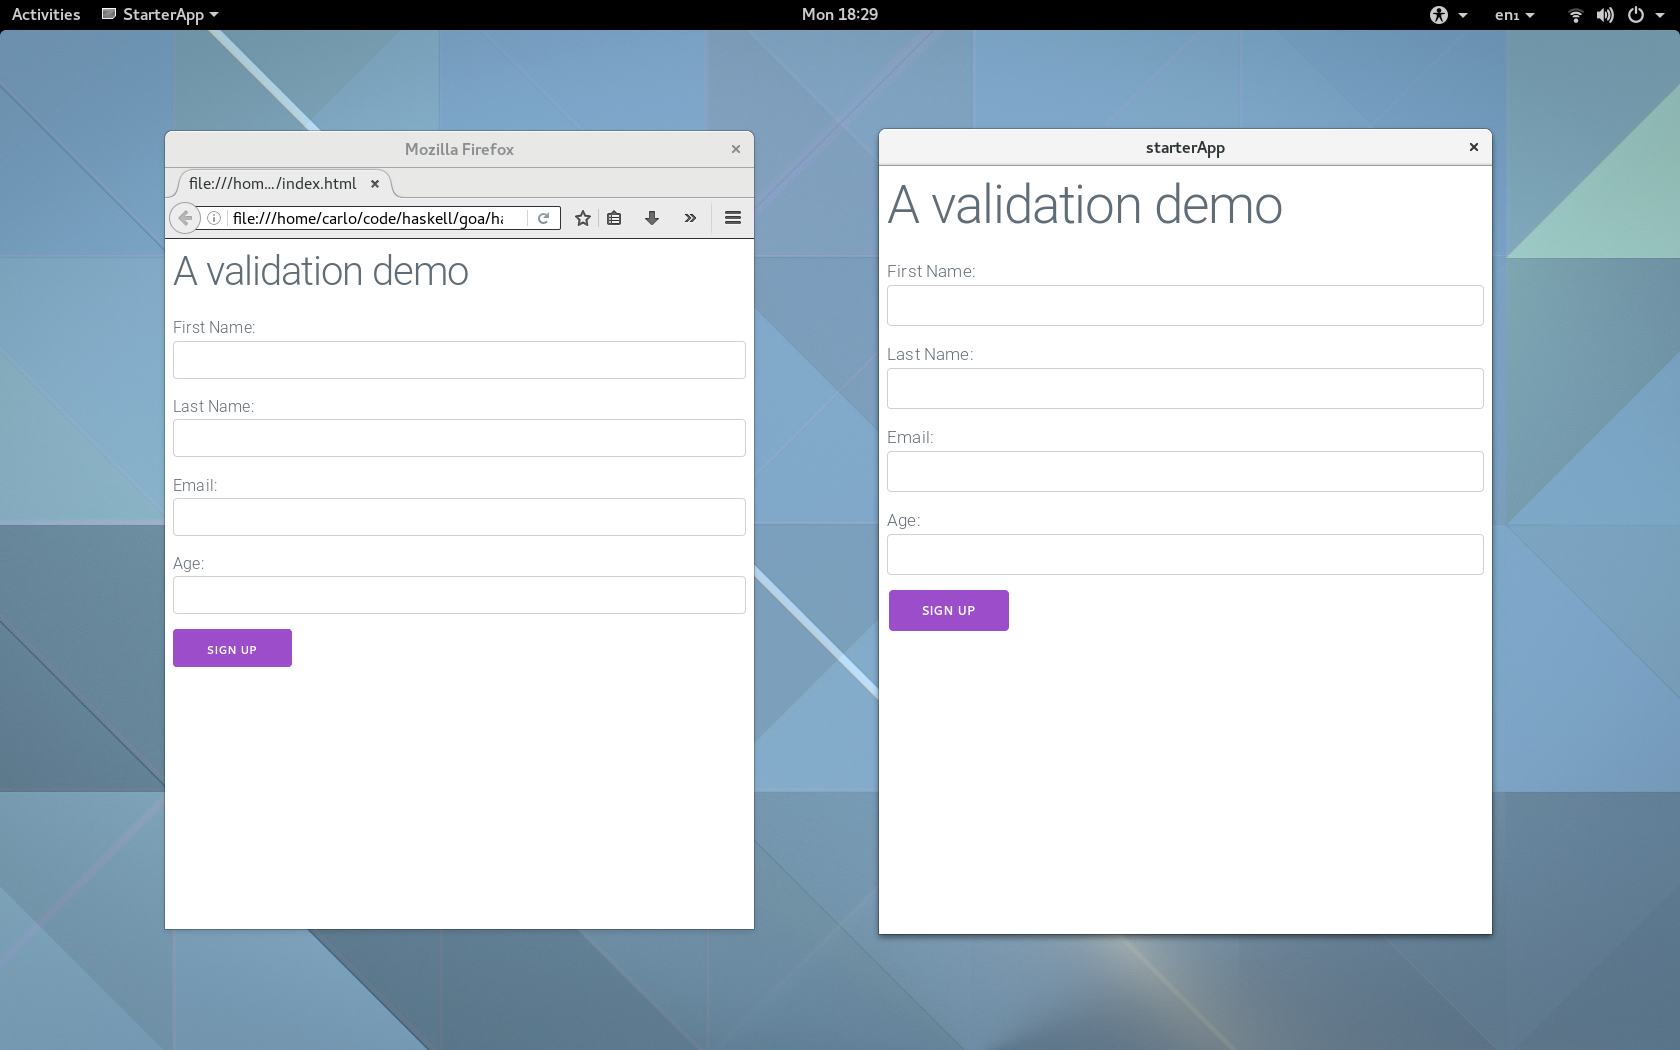 Activities StarterApp Mon 18:29 en₁
Mozilla Firefox
file:///hom.../index.html
file:///home/carlo/code/haskell/goa/ha
A validation demo
First Name:
Last Name:
Email:
Age:
SIGN UP
starterApp
A validation demo
First Name:
Last Name:
Email:
Age:
SIGN UP